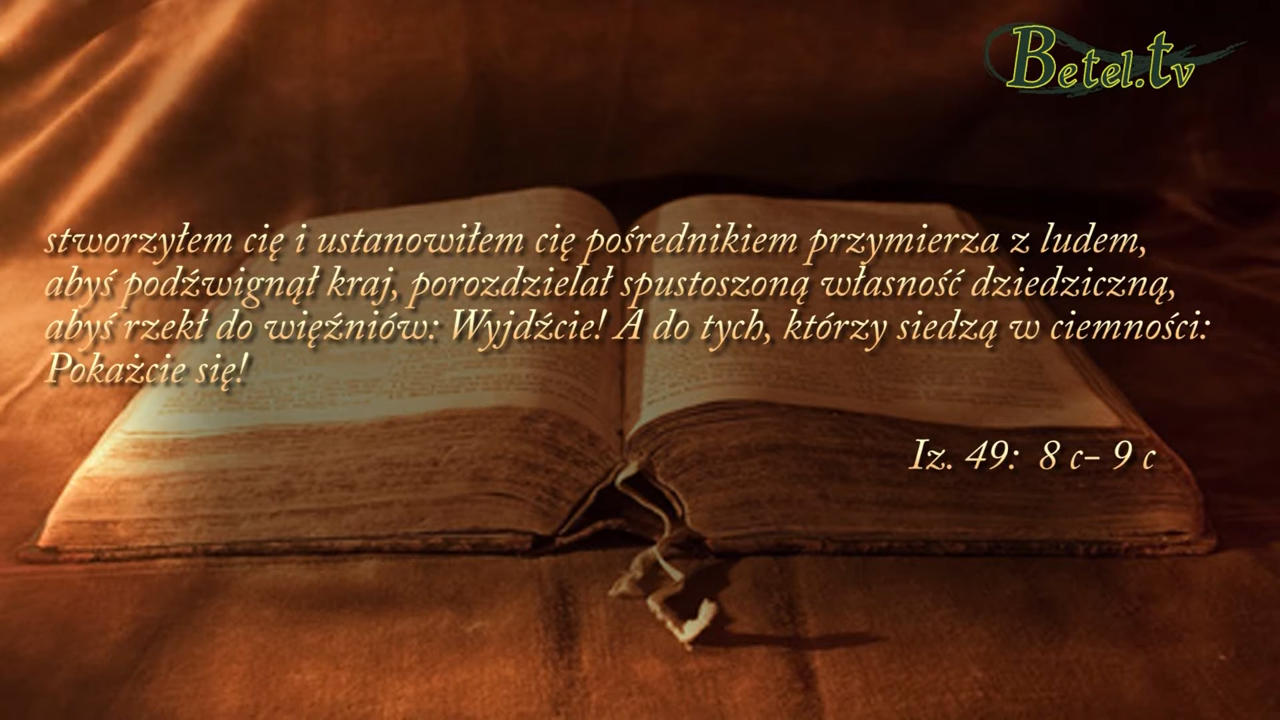 Betel.tv
stworzyłem cię i ustanowiłem cię pośrednikiem przymierza z ludem,
abyś podźwignął kraj, porozdzielał spustoszoną własność dziedziczną,
abyś rzekł do więźniów: Wyjdźcie! A do tych, którzy siedzą w ciemności:
Pokażcie się!
Iz. 49: 8 c- 9 c